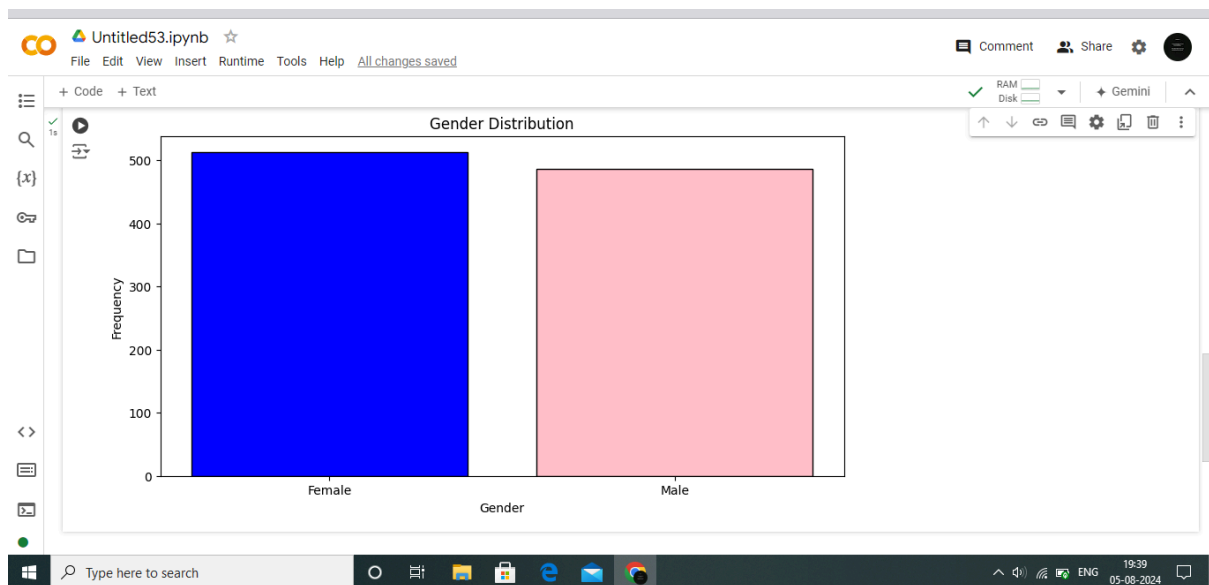 Untitled53.ipynb
File Edit View Insert Runtime Tools Help All changes saved
Comment Share
+ Code + Text
RAM
Disk
Gemini
1s
{x}
Gender Distribution
500
400
300
200
100
0
Frequency
Female Male
Gender
Type here to search
ENG
19:39
05-08-2024